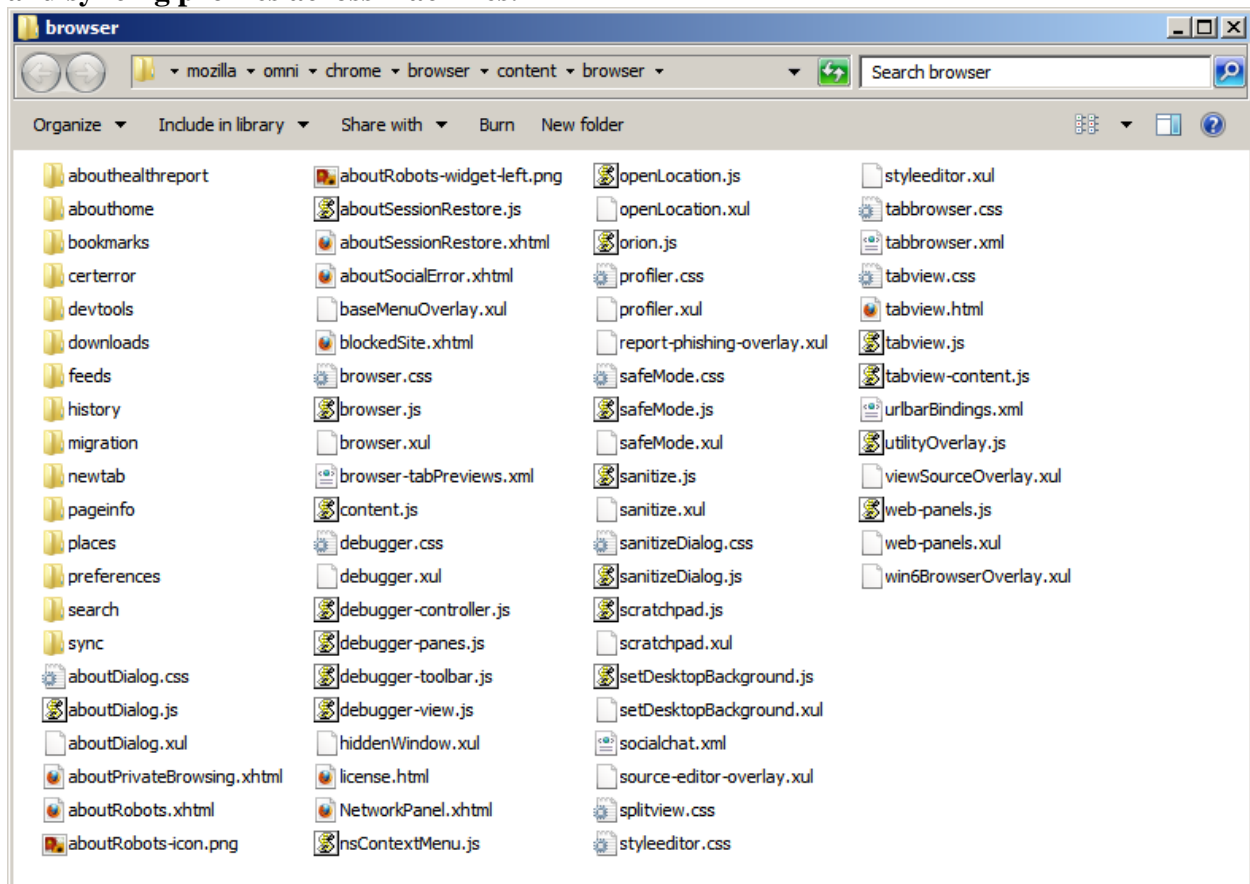 browser
mozilla omni chrome browser content browser
Search browser
Organize Include in library Share with Burn New folder
abouthealthreport
abouthome
bookmarks
certerror
devtools
downloads
feeds
history
migration
newtab
pageinfo
places
preferences
search
sync
aboutDialog.css
aboutDialog.js
aboutDialog.xul
aboutPrivateBrowsing.xhtml
aboutRobots.xhtml
aboutRobots-icon.png
aboutRobots-widget-left.png
aboutSessionRestore.js
aboutSessionRestore.xhtml
aboutSocialError.xhtml
baseMenuOverlay.xul
blockedSite.xhtml
browser.css
browser.js
browser.xul
browser-tabPreviews.xml
content.js
debugger.css
debugger.xul
debugger-controller.js
debugger-panes.js
debugger-toolbar.js
debugger-view.js
hiddenWindow.xul
license.html
NetworkPanel.xhtml
nsContextMenu.js
openLocation.js
openLocation.xul
orion.js
profiler.css
profiler.xul
report-phishing-overlay.xul
safeMode.css
safeMode.js
safeMode.xul
sanitize.js
sanitize.xul
sanitizeDialog.css
sanitizeDialog.js
scratchpad.js
scratchpad.xul
setDesktopBackground.js
setDesktopBackground.xul
socialchat.xml
source-editor-overlay.xul
splitview.css
styleeditor.css
styleeditor.xul
tabbrowser.css
tabbrowser.xml
tabview.css
tabview.html
tabview.js
tabview-content.js
urlbarBindings.xml
utilityOverlay.js
viewSourceOverlay.xul
web-panels.js
web-panels.xul
win6BrowserOverlay.xul